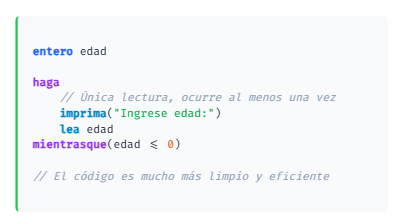 entero edad
haga
// Única lectura, ocurre al menos una vez
imprima("Ingrese edad:")
lea edad
mientrasque(edad ⩽ 0)
// El código es mucho más limpio y eficiente